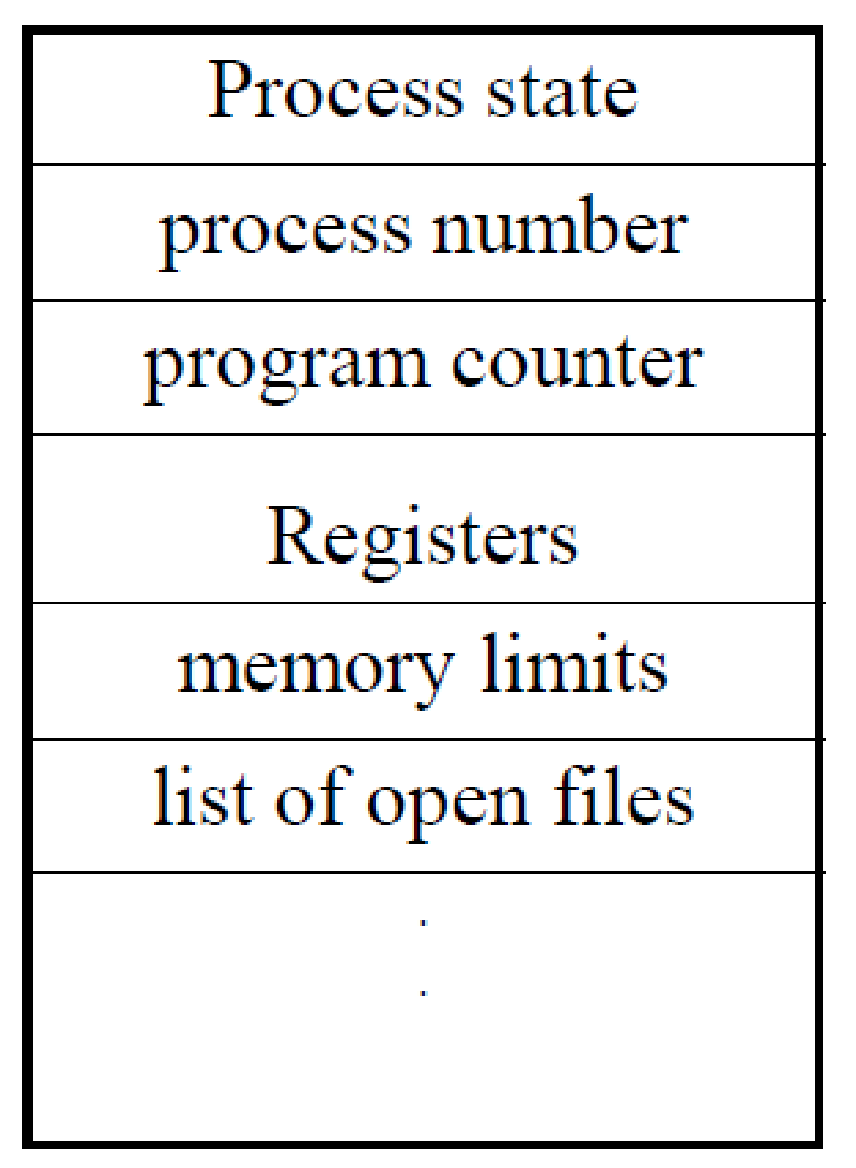 Process state
process number
program counter
Registers
memory limits
list of open files
.
.